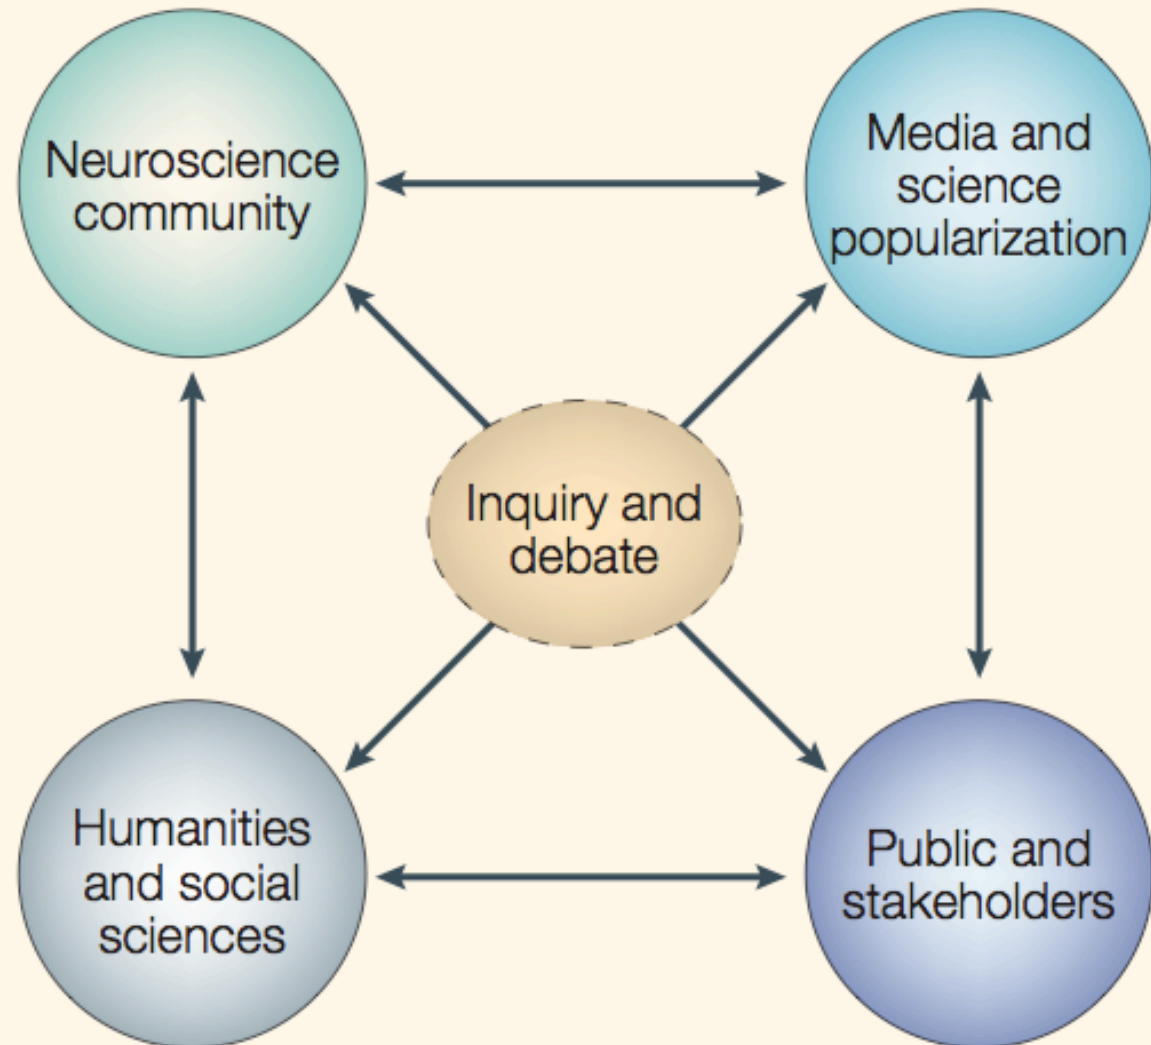 Neuroscience
community
Media and
science
popularization
Inquiry and
debate
Humanities
and social
sciences
Public and
stakeholders